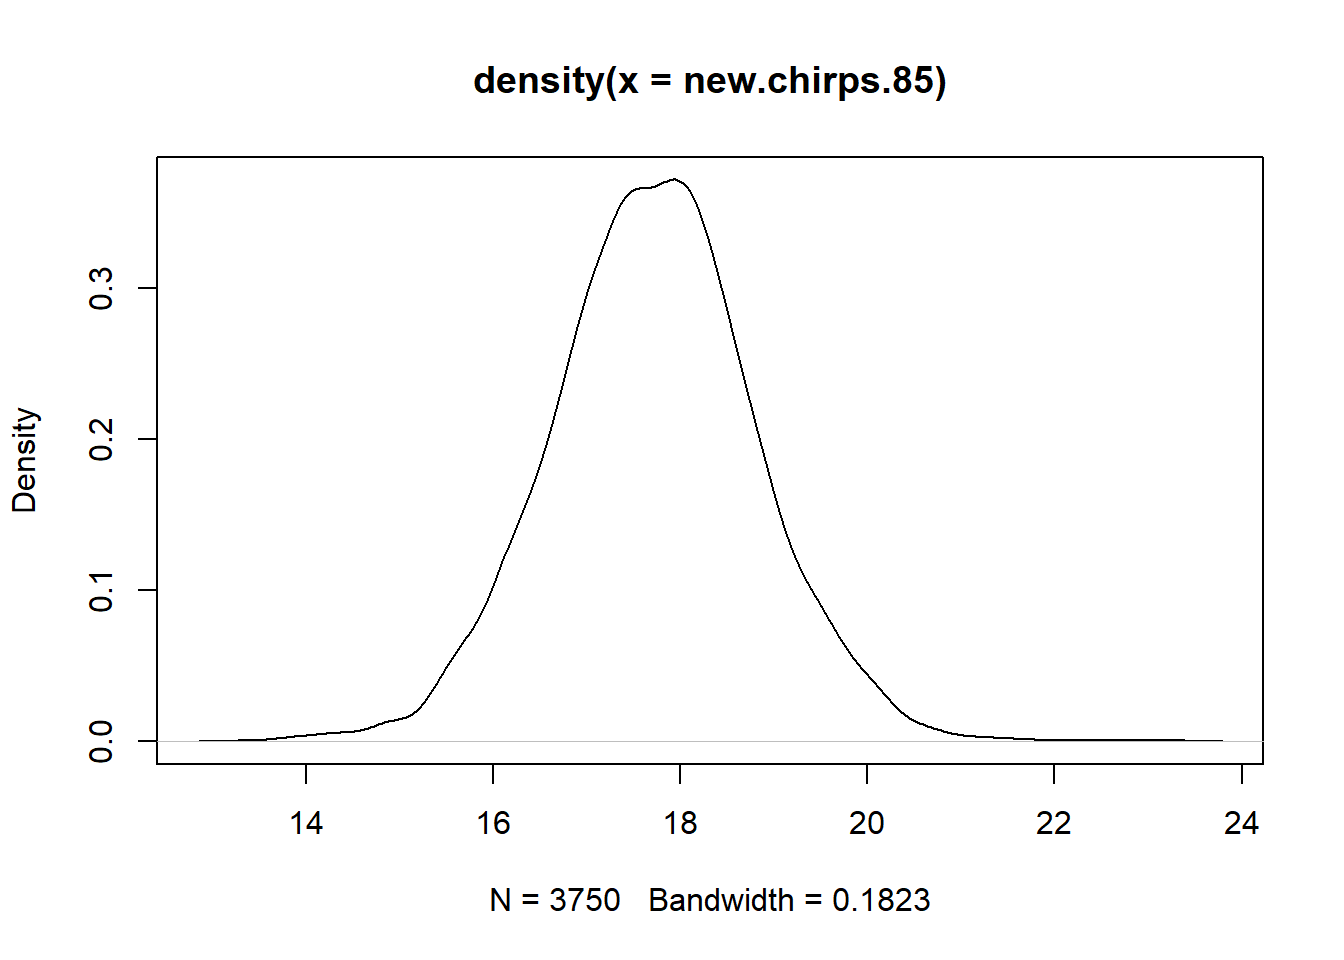 density(x = new.chirps.85)
Density
0.3
0.2
0.1
0.0
14 16 18 20 22 24
N = 3750 Bandwidth = 0.1823